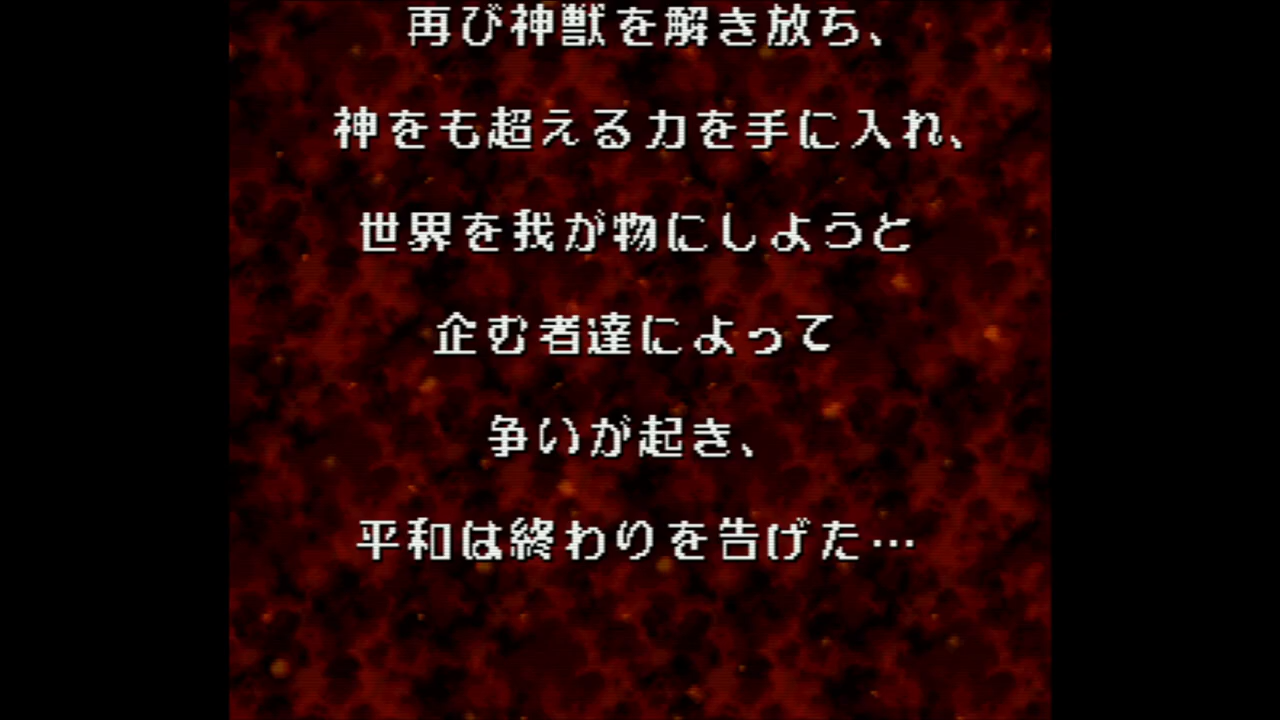 再び神獣を解き放ち、
神をも超える力を手に入れ、
世界を我が物にしようと
企む者達によって
争いが起き、
平和は終わりを告げた…